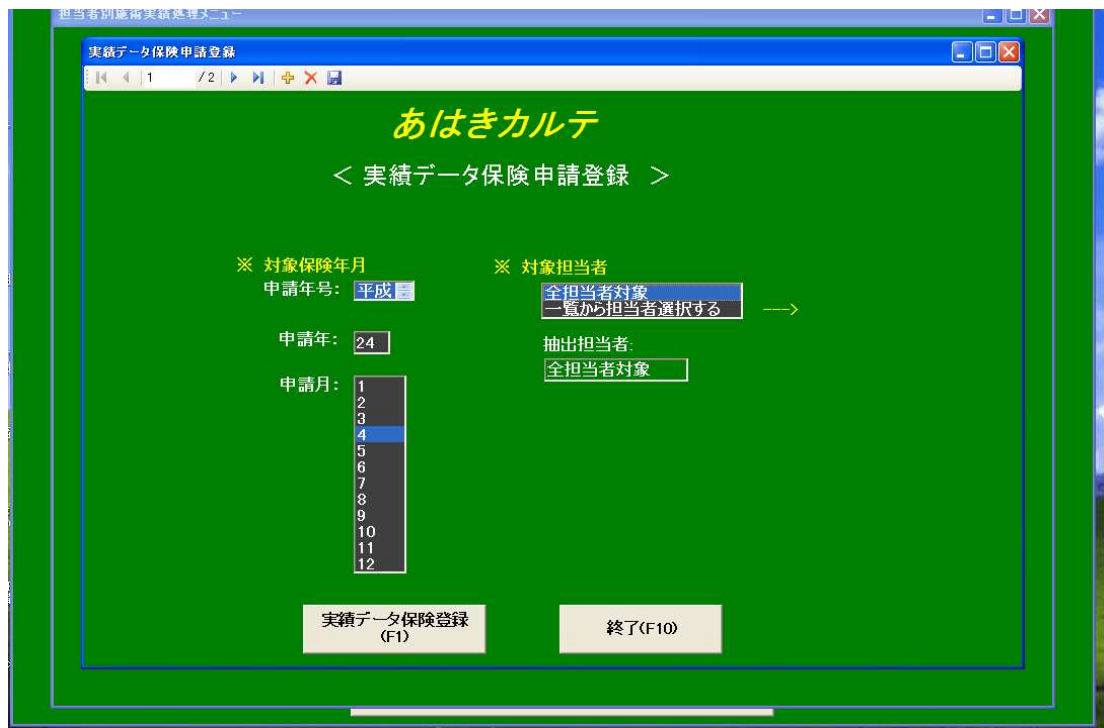 担当者別施術実績処理メニュー
実績データ保険申請登録
1 / 2
あはきカルテ
＜ 実績データ保険申請登録 ＞
※ 対象保険年月
申請年号: 平成
申請年: 24
申請月: 1
2
3
4
5
6
7
8
9
10
11
12
※ 対象担当者
全担当者対象
一覧から担当者選択する --->
抽出担当者:
全担当者対象
実績データ保険登録
(F1)
終了(F10)